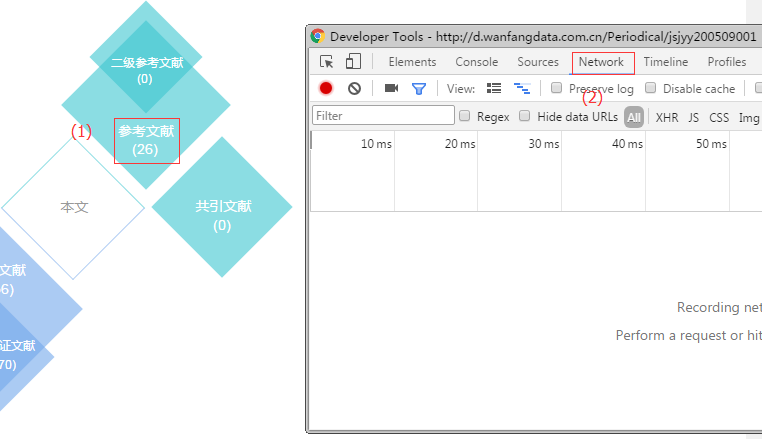 二级参考文献
(0)
(1)
参考文献
(26)
本文
共引文献
(0)
文献
6)
证文献
70)
Developer Tools - http://d.wanfangdata.com.cn/Periodical/jsjyy200509001
Elements Console Sources Network Timeline Profiles
View: Preserve log Disable cache
(2)
Filter Regex Hide data URLs All XHR JS CSS Img
10 ms 20 ms 30 ms 40 ms 50 ms
Recording net
Perform a request or hit